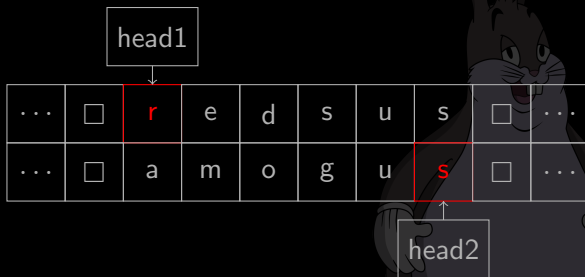 head1
... □ r e d s u s □ ...
... □ a m o g u s □ ...
head2